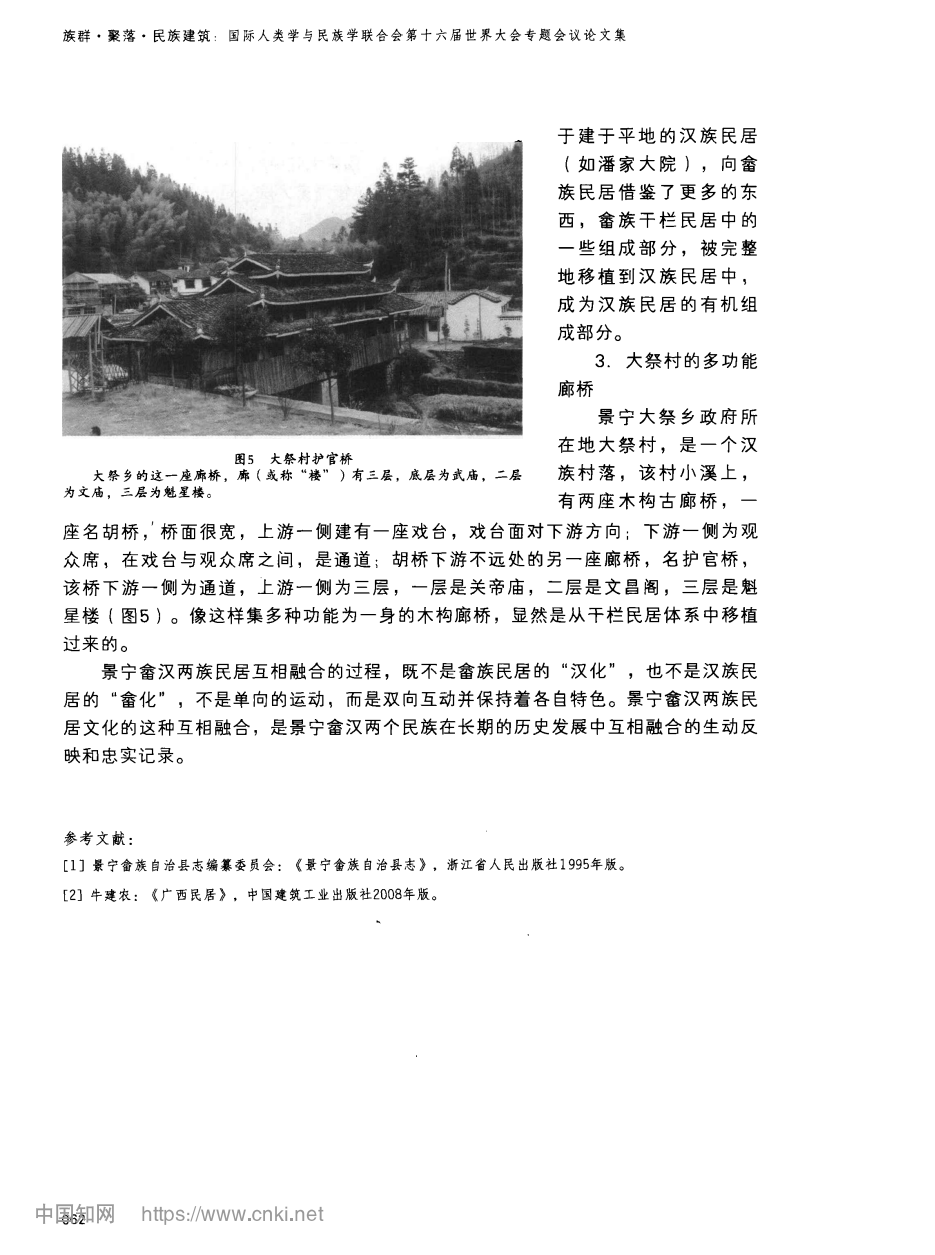 族群·聚落·民族建筑：国际人类学与民族学联合会第十六届世界大会专题会议论文集
于建于平地的汉族民居
（如潘家大院），向畲
族民居借鉴了更多的东
西，畲族干栏民居中的
一些组成部分，被完整
地移植到汉族民居中，
成为汉族民居的有机组
成部分。
3．大祭村的多功能
廊桥
景宁大祭乡政府所
在地大祭村，是一个汉
族村落，该村小溪上，
有两座木构古廊桥，一
图5 大祭村护官桥
大祭乡的这一座廊桥，廊（或称“楼”）有三层，底层为武庙，二层
为文庙，三层为魁星楼。
座名胡桥，桥面很宽，上游一侧建有一座戏台，戏台面对下游方向；下游一侧为观
众席，在戏台与观众席之间，是通道；胡桥下游不远处的另一座廊桥，名护官桥，
该桥下游一侧为通道，上游一侧为三层，一层是关帝庙，二层是文昌阁，三层是魁
星楼（图5）。像这样集多种功能为一身的木构廊桥，显然是从干栏民居体系中移植
过来的。
景宁畲汉两族民居互相融合的过程，既不是畲族民居的“汉化”，也不是汉族民
居的“畲化”，不是单向的运动，而是双向互动并保持着各自特色。景宁畲汉两族民
居文化的这种互相融合，是景宁畲汉两个民族在长期的历史发展中互相融合的生动反
映和忠实记录。
参考文献：
[1] 景宁畲族自治县志编纂委员会：《景宁畲族自治县志》，浙江省人民出版社1995年版。
[2] 牛建农：《广西民居》，中国建筑工业出版社2008年版。
062
中国知网 https://www.cnki.net